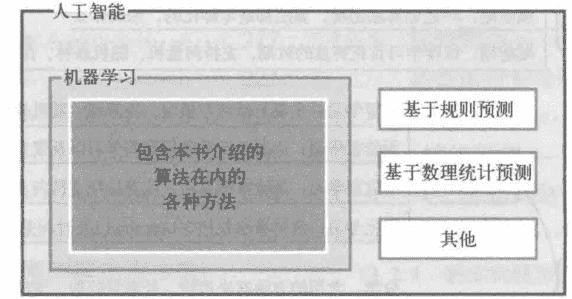 人工智能
机器学习
包含本书介绍的
算法在内的
各种方法
基于规则预测
基于数理统计预测
其他